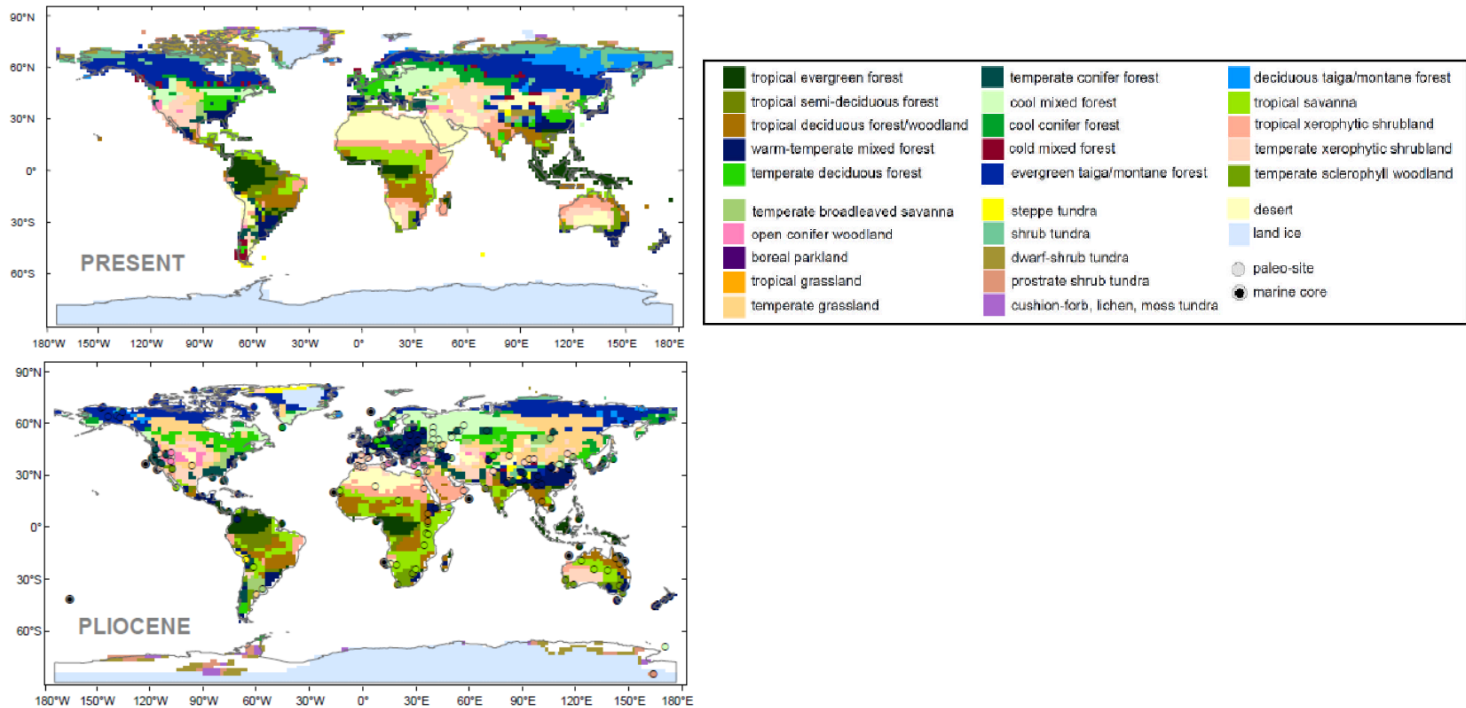 90°N
60°N
30°N
0°
30°S
60°S
PRESENT
180°W 150°W 120°W 90°W 60°W 30°W 0° 30°E 60°E 90°E 120°E 150°E 180°E
tropical evergreen forest
tropical semi-deciduous forest
tropical deciduous forest/woodland
warm-temperate mixed forest
temperate deciduous forest
temperate broadleaved savanna
open conifer woodland
boreal parkland
tropical grassland
temperate grassland
temperate conifer forest
cool mixed forest
cool conifer forest
cold mixed forest
evergreen taiga/montane forest
steppe tundra
shrub tundra
dwarf-shrub tundra
prostrate shrub tundra
cushion-forb, lichen, moss tundra
deciduous taiga/montane forest
tropical savanna
tropical xerophytic shrubland
temperate xerophytic shrubland
temperate sclerophyll woodland
desert
land ice
paleo-site
marine core
90°N
60°N
30°N
0°
30°S
60°S
PLIOCENE
180°W 150°W 120°W 90°W 60°W 30°W 0° 30°E 60°E 90°E 120°E 150°E 180°E